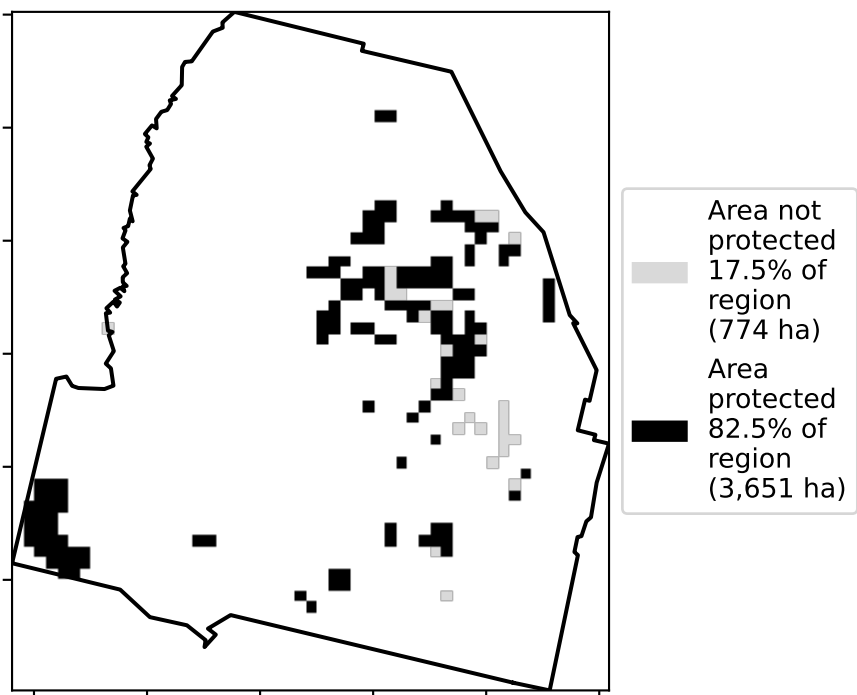 Area not
protected
17.5% of
region
(774 ha)
Area
protected
82.5% of
region
(3,651 ha)